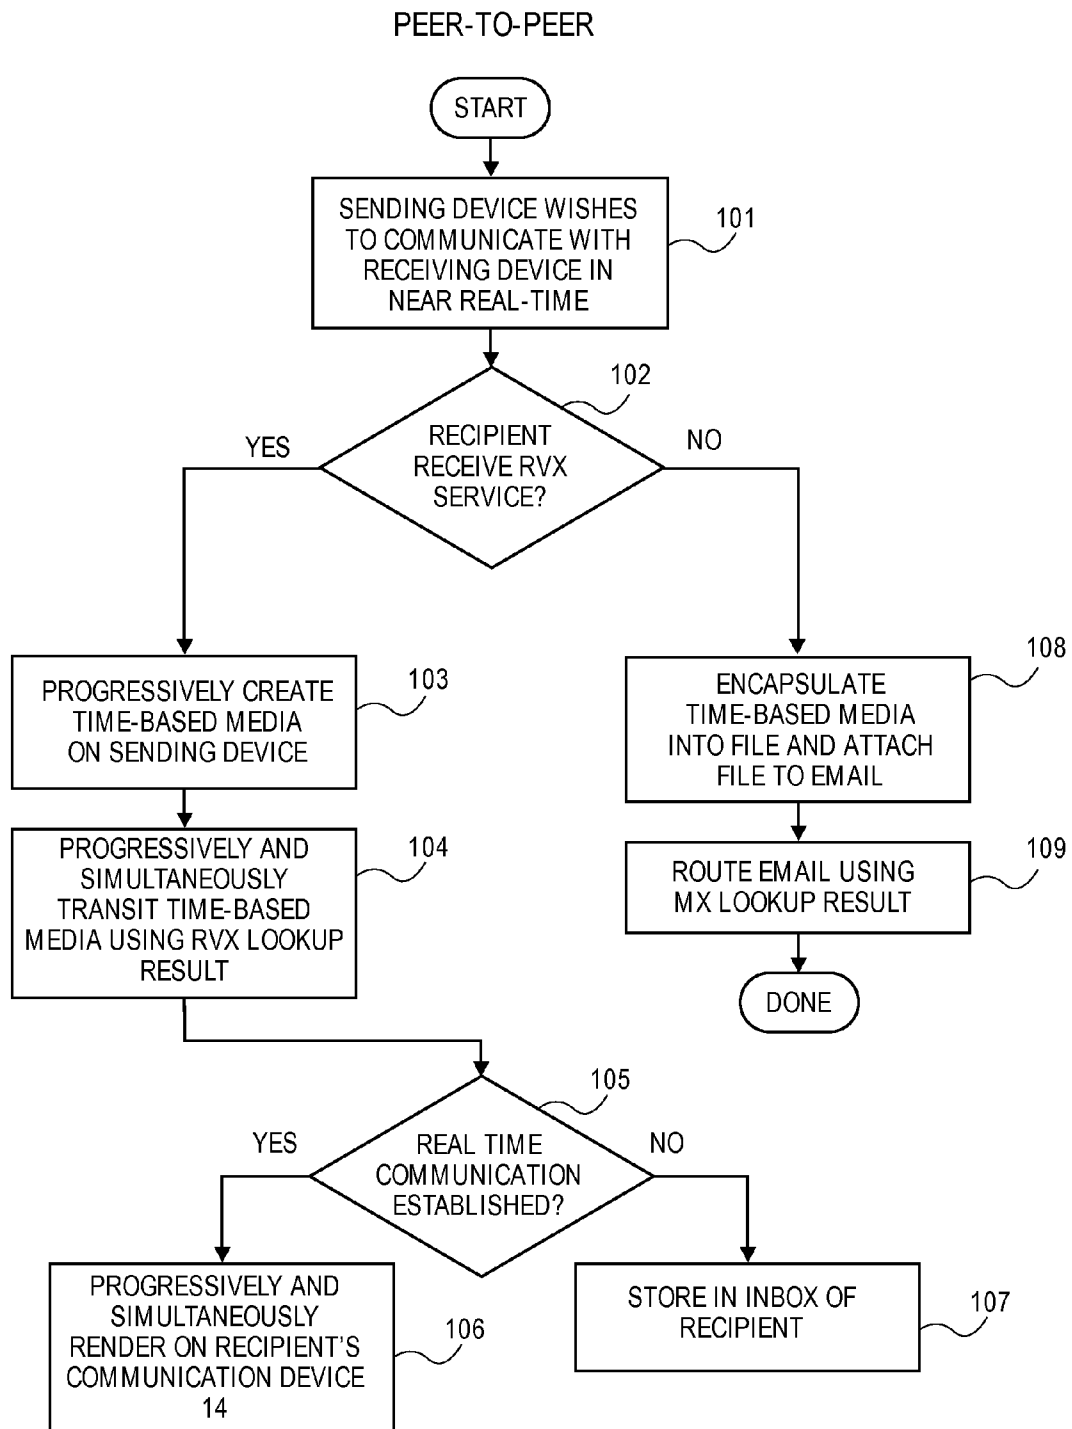 PEER-TO-PEER
START
SENDING DEVICE WISHES
TO COMMUNICATE WITH
RECEIVING DEVICE IN
NEAR REAL-TIME
101
102
RECIPIENT
RECEIVE RVX
SERVICE?
YES
NO
PROGRESSIVELY CREATE
TIME-BASED MEDIA
ON SENDING DEVICE
103
PROGRESSIVELY AND
SIMULTANEOUSLY
TRANSIT TIME-BASED
MEDIA USING RVX LOOKUP
RESULT
104
ENCAPSULATE
TIME-BASED MEDIA
INTO FILE AND ATTACH
FILE TO EMAIL
108
ROUTE EMAIL USING
MX LOOKUP RESULT
109
DONE
105
REAL TIME
COMMUNICATION
ESTABLISHED?
YES
NO
PROGRESSIVELY AND
SIMULTANEOUSLY
RENDER ON RECIPIENT'S
COMMUNICATION DEVICE
14
106
STORE IN INBOX OF
RECIPIENT
107